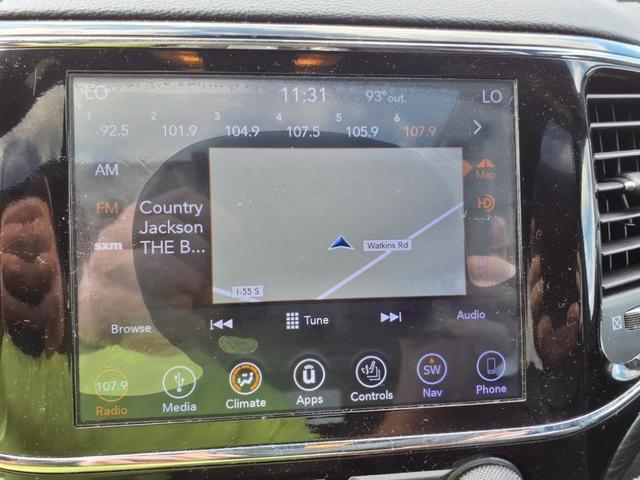 LO 11:31 93°out. LO
1 2 3 4 5 6
92.5 101.9 104.9 107.5 105.9 107.9
AM
Map
FM
HD
Country
Jackson
THE B...
sxm
Watkins Rd
I-55 S
Browse Tune Audio
107.9 SW
Radio Media Climate Apps Controls Nav Phone